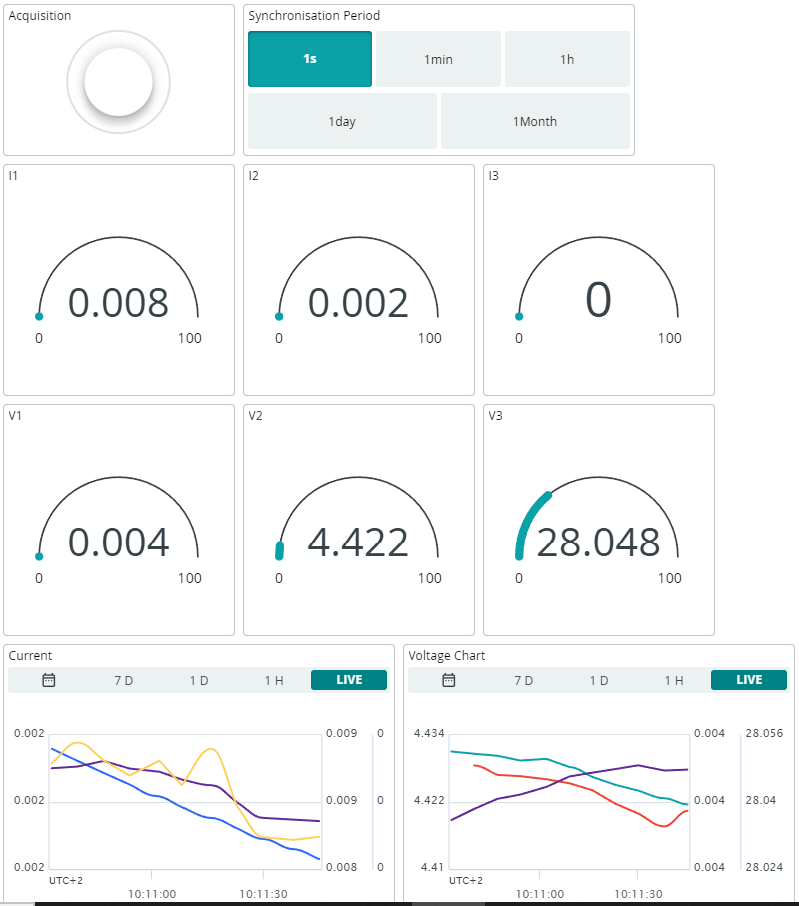 Acquisition
Synchronisation Period
1s
1min
1h
1day
1Month
I1
0.008
0
100
I2
0.002
0
100
I3
0
0
100
V1
0.004
0
100
V2
4.422
0
100
V3
28.048
0
100
Current
7 D
1 D
1 H
LIVE
0.002
0.009
0
0.002
0.009
0
0.002
0.008
0
UTC+2
10:11:00
10:11:30
Voltage Chart
7 D
1 D
1 H
LIVE
4.434
0.004
28.056
4.422
0.004
28.04
4.41
0.004
28.024
UTC+2
10:11:00
10:11:30